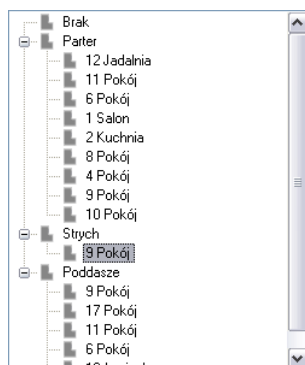 Brak
Parter
12 Jadalnia
11 Pokój
6 Pokój
1 Salon
2 Kuchnia
8 Pokój
4 Pokój
9 Pokój
10 Pokój
Strych
9 Pokój
Poddasze
9 Pokój
17 Pokój
11 Pokój
6 Pokój